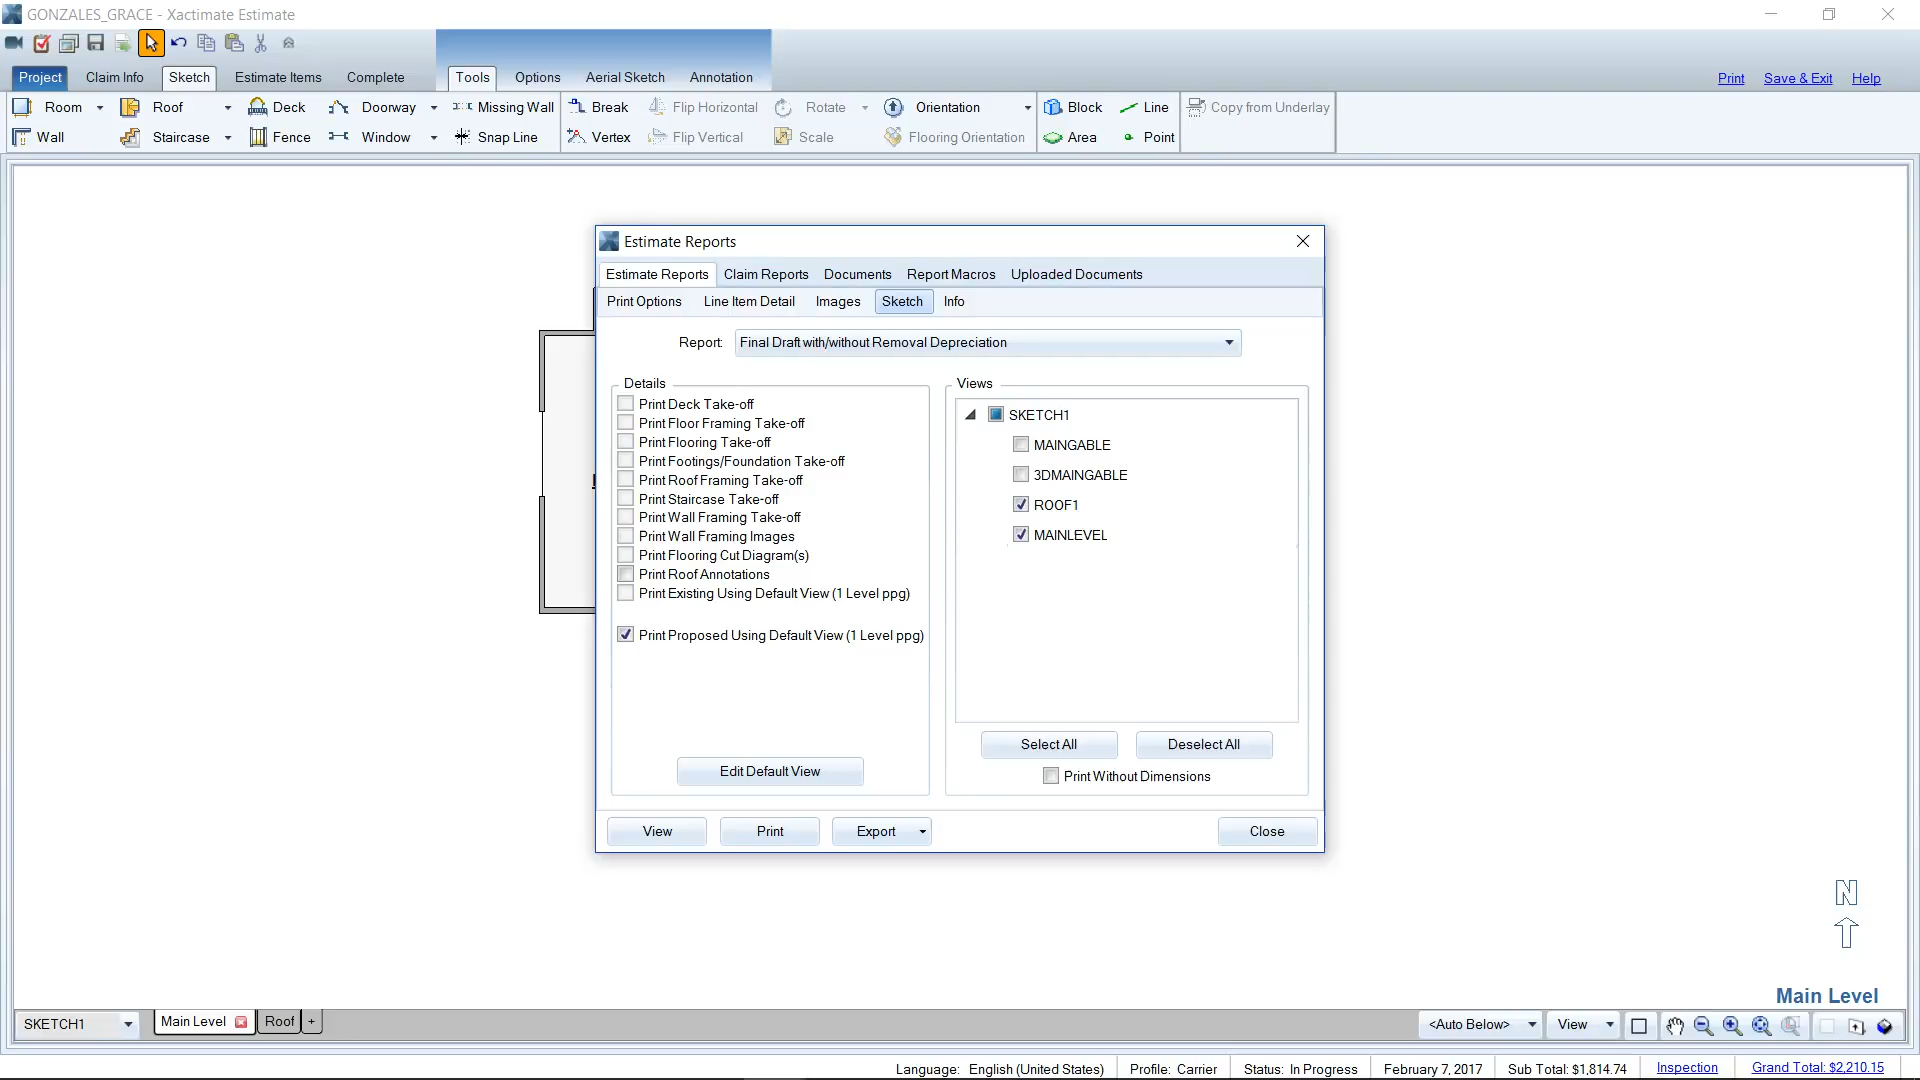 GONZALES_GRACE - Xactimate Estimate
Project Claim Info Sketch Estimate Items Complete Tools Options Aerial Sketch Annotation Print Save & Exit Help
Room Roof Deck Doorway Missing Wall Break Flip Horizontal Rotate Orientation Block Line Copy from Underlay
Wall Staircase Fence Window Snap Line Vertex Flip Vertical Scale Flooring Orientation Area Point
Estimate Reports
Estimate Reports Claim Reports Documents Report Macros Uploaded Documents
Print Options Line Item Detail Images Sketch Info
Report: Final Draft with/without Removal Depreciation
Details
Print Deck Take-off
Print Floor Framing Take-off
Print Flooring Take-off
Print Footings/Foundation Take-off
Print Roof Framing Take-off
Print Staircase Take-off
Print Wall Framing Take-off
Print Wall Framing Images
Print Flooring Cut Diagram(s)
Print Roof Annotations
Print Existing Using Default View (1 Level ppg)
Print Proposed Using Default View (1 Level ppg)
Edit Default View
Views
SKETCH1
MAINGABLE
3DMAINGABLE
ROOF1
MAINLEVEL
Select All Deselect All
Print Without Dimensions
View Print Export Close
N
Main Level
SKETCH1 Main Level Roof + <Auto Below> View
Language: English (United States) Profile: Carrier Status: In Progress February 7, 2017 Sub Total: $1,814.74 Inspection Grand Total: $2,210.15